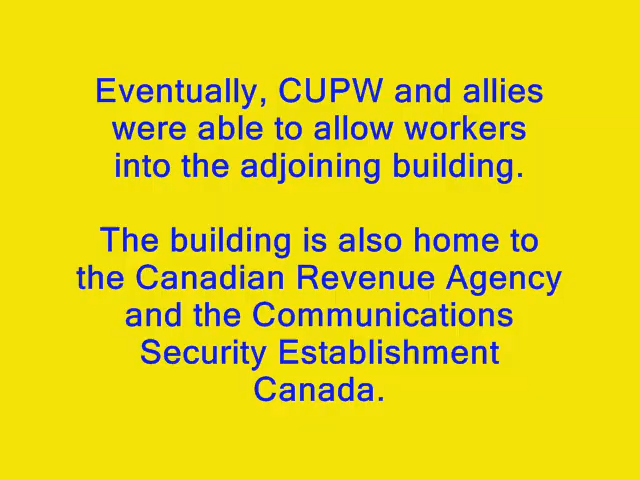 Eventually, CUPW and allies
were able to allow workers
into the adjoining building.
The building is also home to
the Canadian Revenue Agency
and the Communications
Security Establishment
Canada.